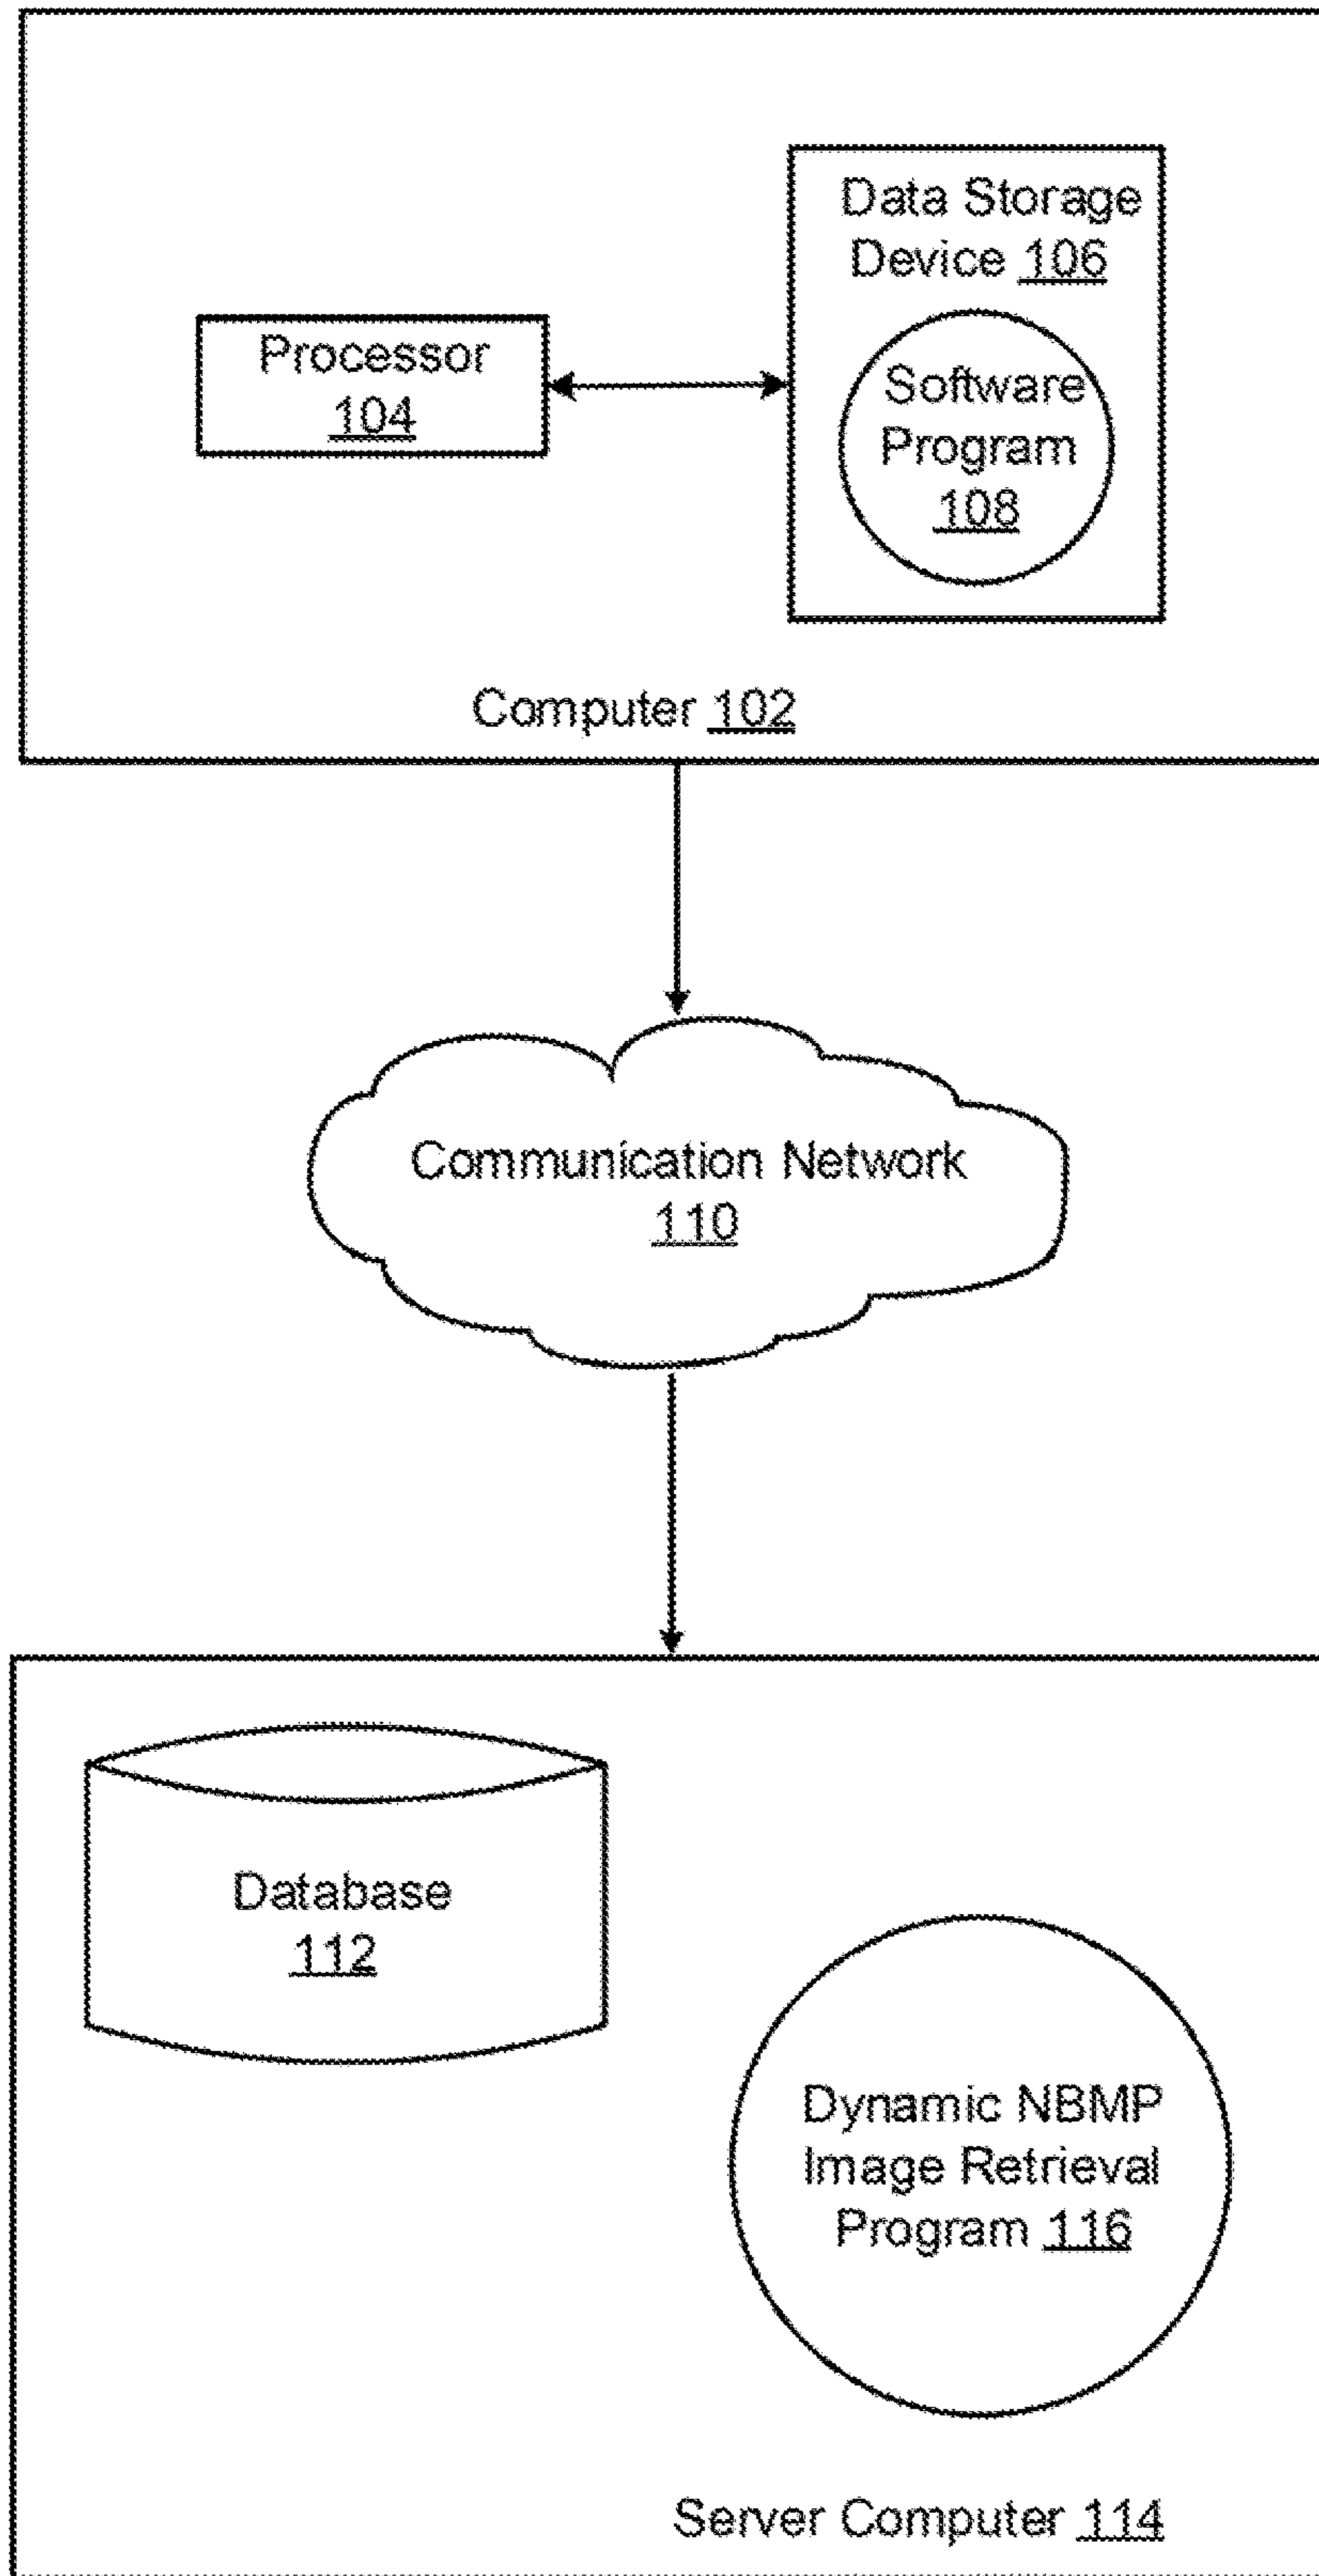 Data Storage
Device 106
Processor
104
Software
Program
108
Computer 102
Communication Network
110
Database
112
Dynamic NBMP
Image Retrieval
Program 116
Server Computer 114